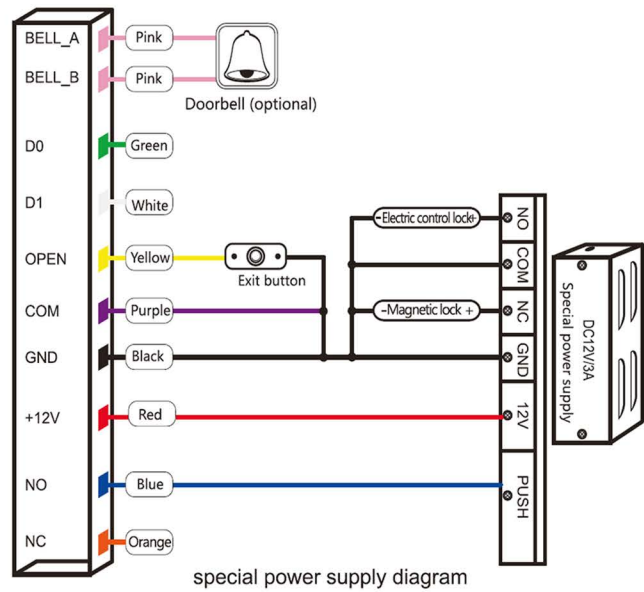 BELL_A
Pink
BELL_B
Pink
Doorbell (optional)
D0
Green
D1
White
OPEN
Yellow
Exit button
COM
Purple
GND
Black
+12V
Red
NO
Blue
NC
Orange
-Electric control lock+
-Magnetic lock +
NO
COM
NC
GND
12V
PUSH
DC12V/3A
Special power supply
special power supply diagram